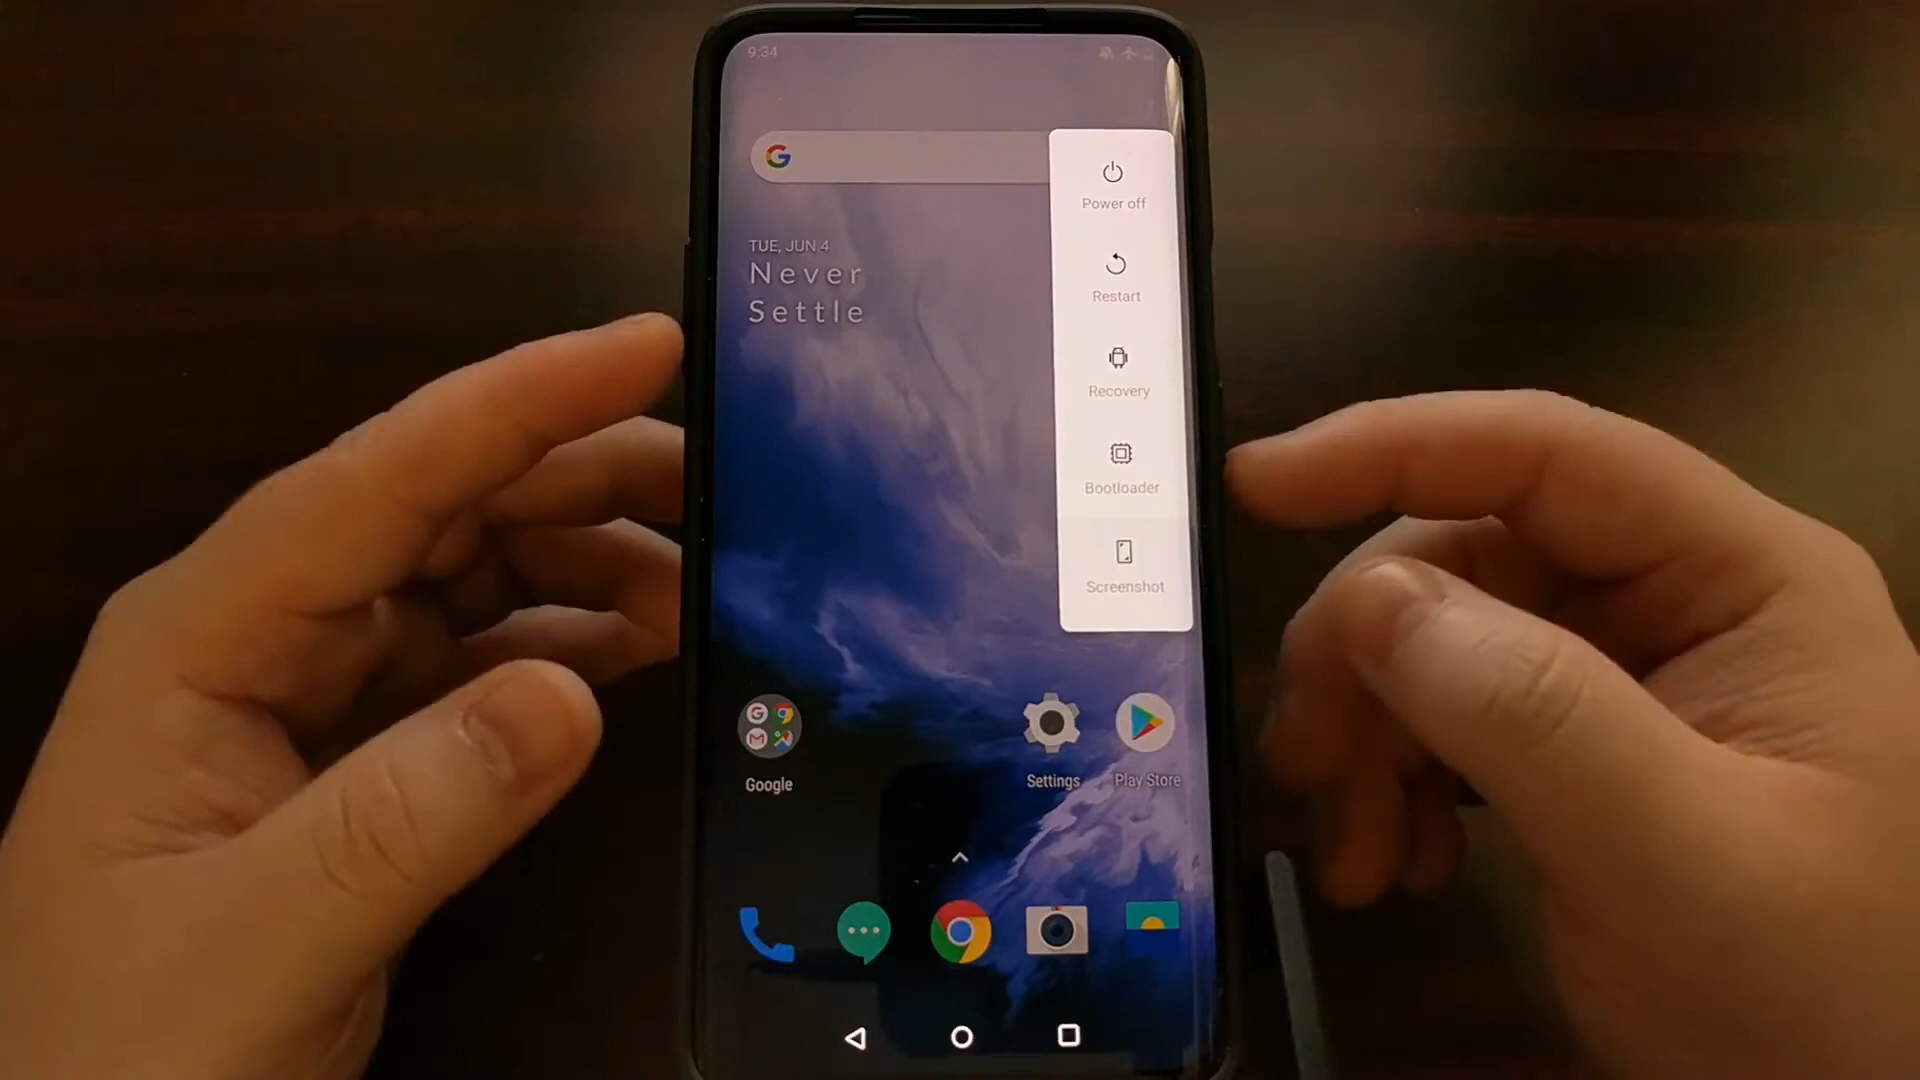 9:34
G
Power off
TUE, JUN 4
Never
Settle
Restart
Recovery
Bootloader
Screenshot
G
M
Google
Settings
Play Store